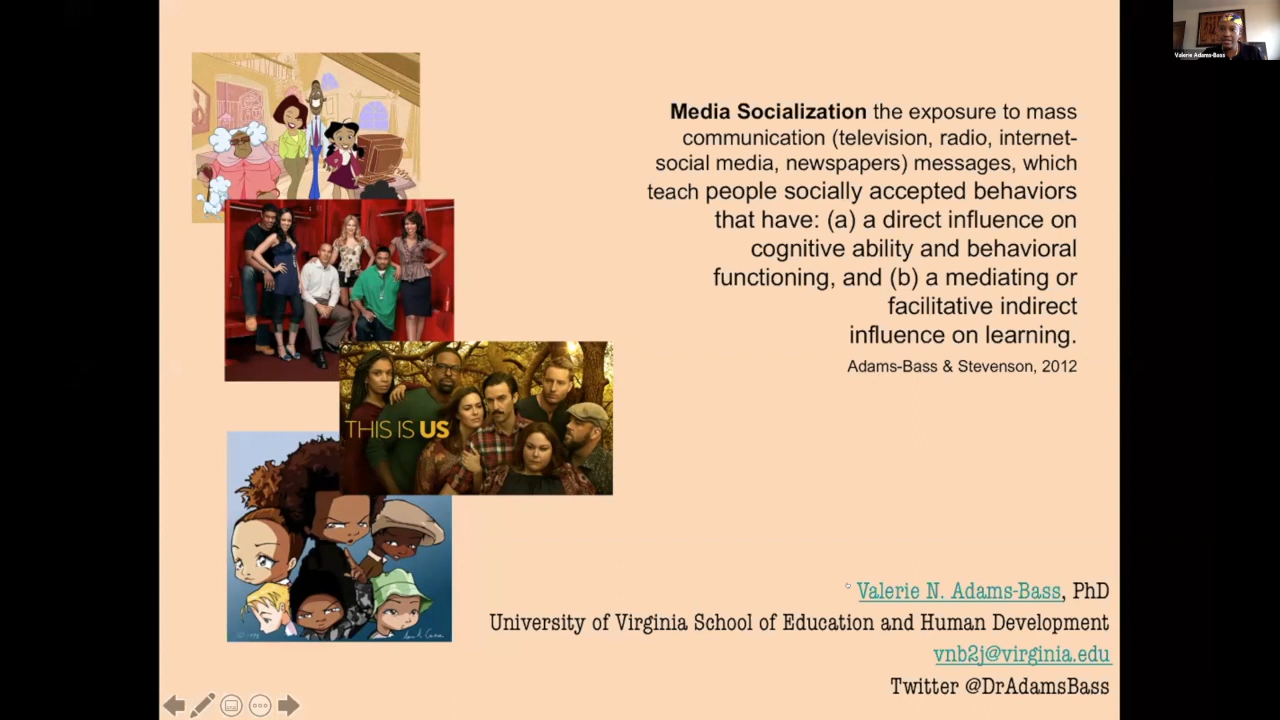 Valerie Adams-Bass
Media Socialization the exposure to mass
communication (television, radio, internet-
social media, newspapers) messages, which
teach people socially accepted behaviors
that have: (a) a direct influence on
cognitive ability and behavioral
functioning, and (b) a mediating or
facilitative indirect
influence on learning.
Adams-Bass & Stevenson, 2012
THIS IS US
Valerie N. Adams-Bass, PhD
University of Virginia School of Education and Human Development
vnb2j@virginia.edu
Twitter @DrAdamsBass